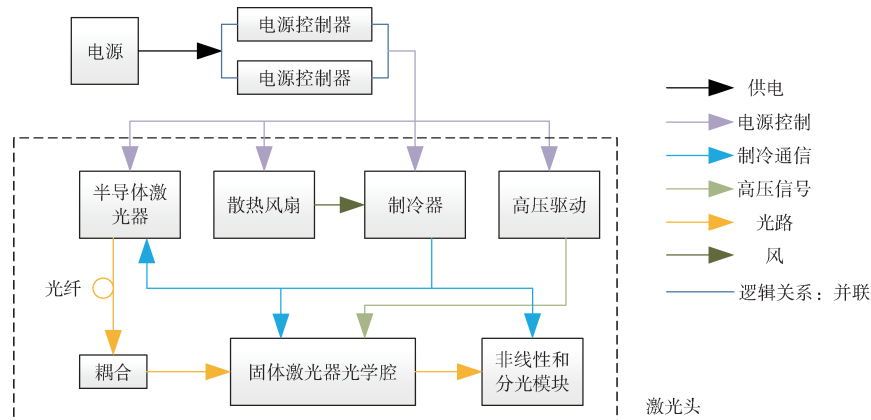 电源
电源控制器
电源控制器
半导体激
光器
散热风扇
制冷器
高压驱动
光纤
耦合
固体激光器光学腔
非线性和
分光模块
供电
电源控制
制冷通信
高压信号
光路
风
逻辑关系：并联
激光头